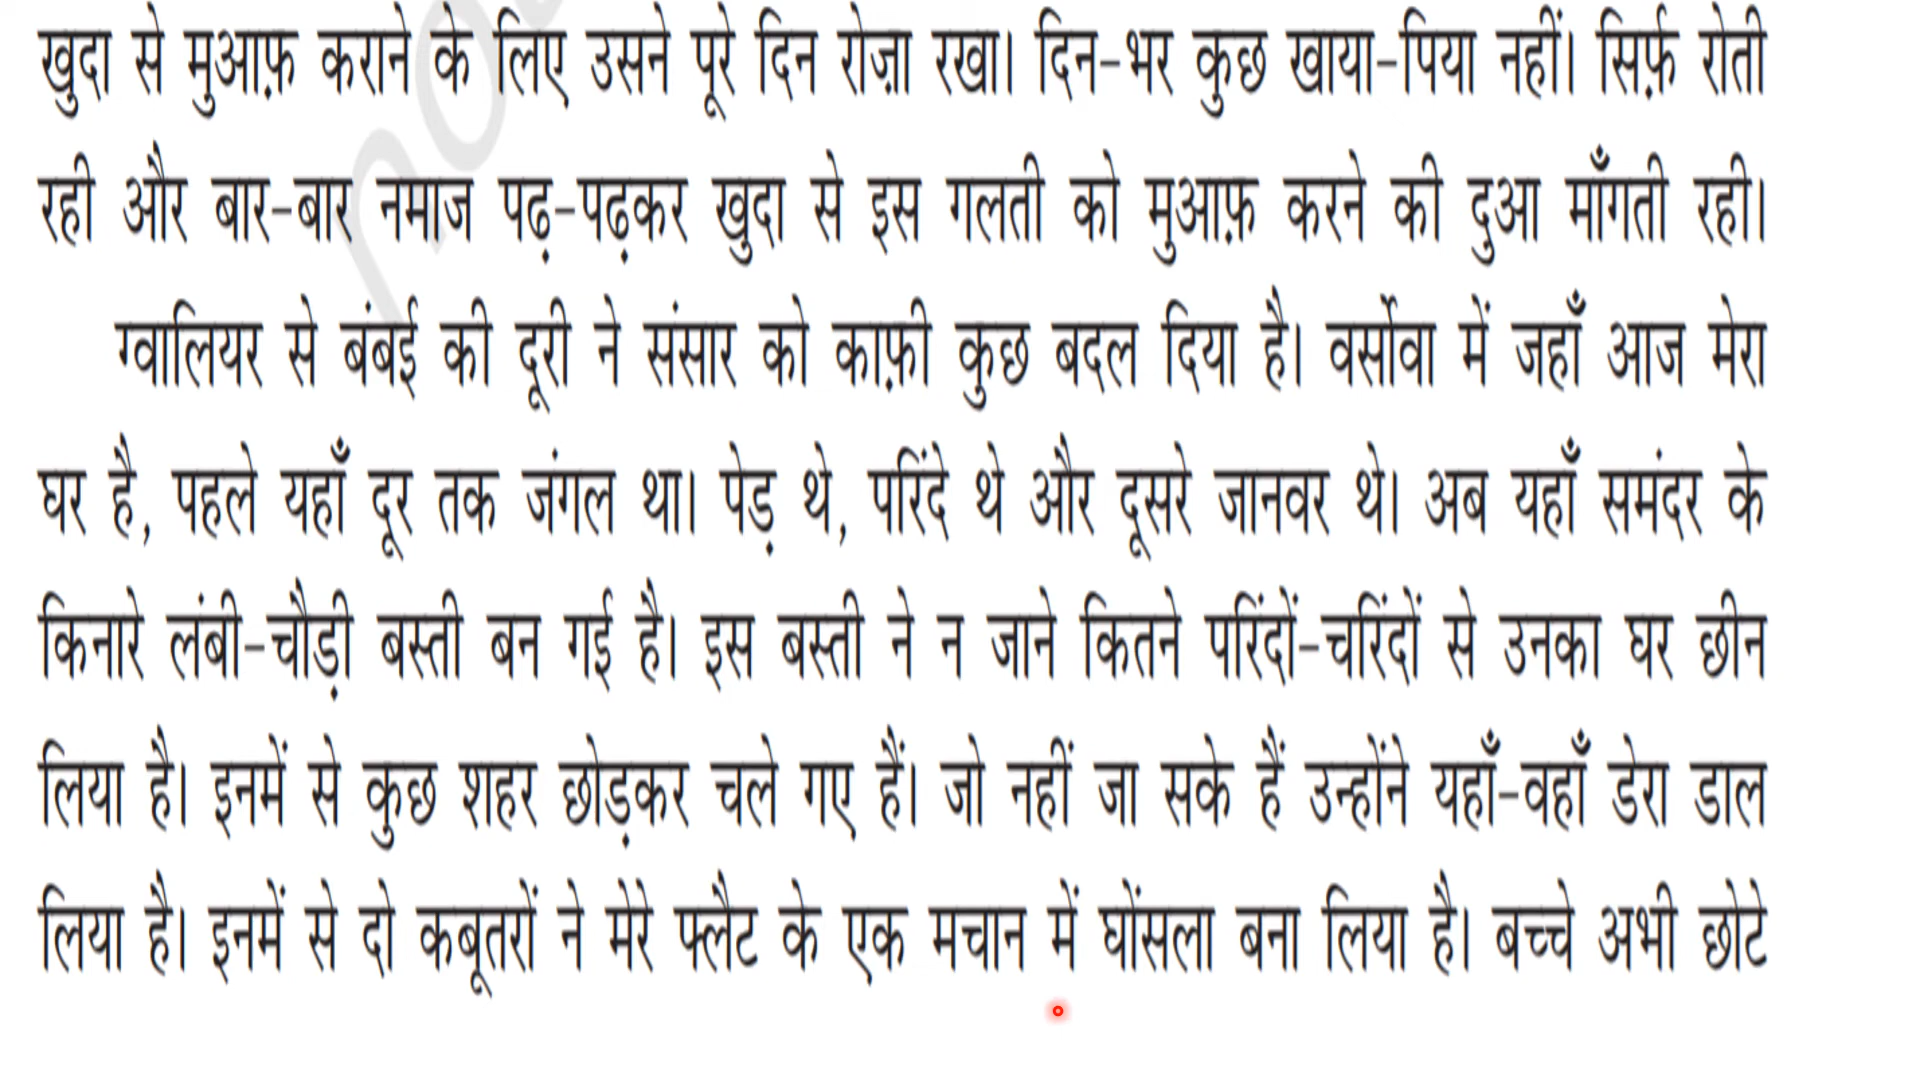 खुदा से मुआफ़ कराने के लिए उसने पूरे दिन रोज़ा रखा। दिन-भर कुछ खाया-पिया नहीं। सिर्फ़ रोती
रही और बार-बार नमाज पढ़-पढ़कर खुदा से इस गलती को मुआफ़ करने की दुआ माँगती रही।
ग्वालियर से बंबई की दूरी ने संसार को काफ़ी कुछ बदल दिया है। वर्सोवा में जहाँ आज मेरा
घर है, पहले यहाँ दूर तक जंगल था। पेड़ थे, परिंदे थे और दूसरे जानवर थे। अब यहाँ समंदर के
किनारे लंबी-चौड़ी बस्ती बन गई है। इस बस्ती ने न जाने कितने परिंदों-चरिंदों से उनका घर छीन
लिया है। इनमें से कुछ शहर छोड़कर चले गए हैं। जो नहीं जा सके हैं उन्होंने यहाँ-वहाँ डेरा डाल
लिया है। इनमें से दो कबूतरों ने मेरे फ्लैट के एक मचान में घोंसला बना लिया है। बच्चे अभी छोटे